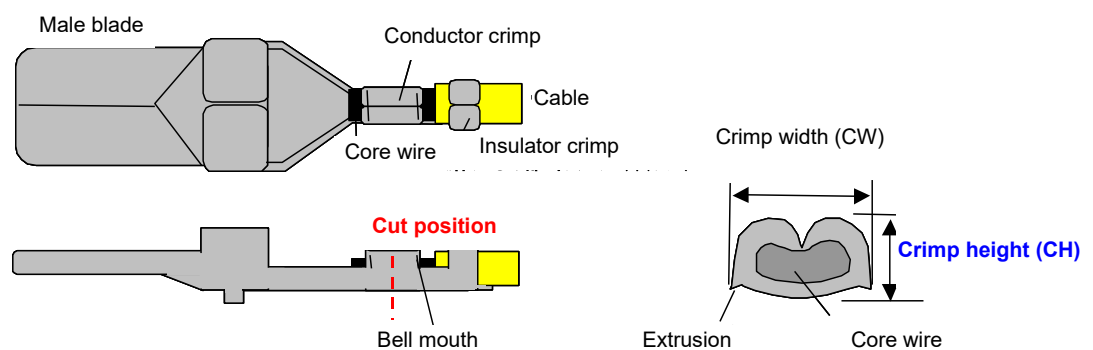 Male blade
Conductor crimp
Cable
Core wire
Insulator crimp
Crimp width (CW)
Cut position
Crimp height (CH)
Bell mouth
Extrusion
Core wire